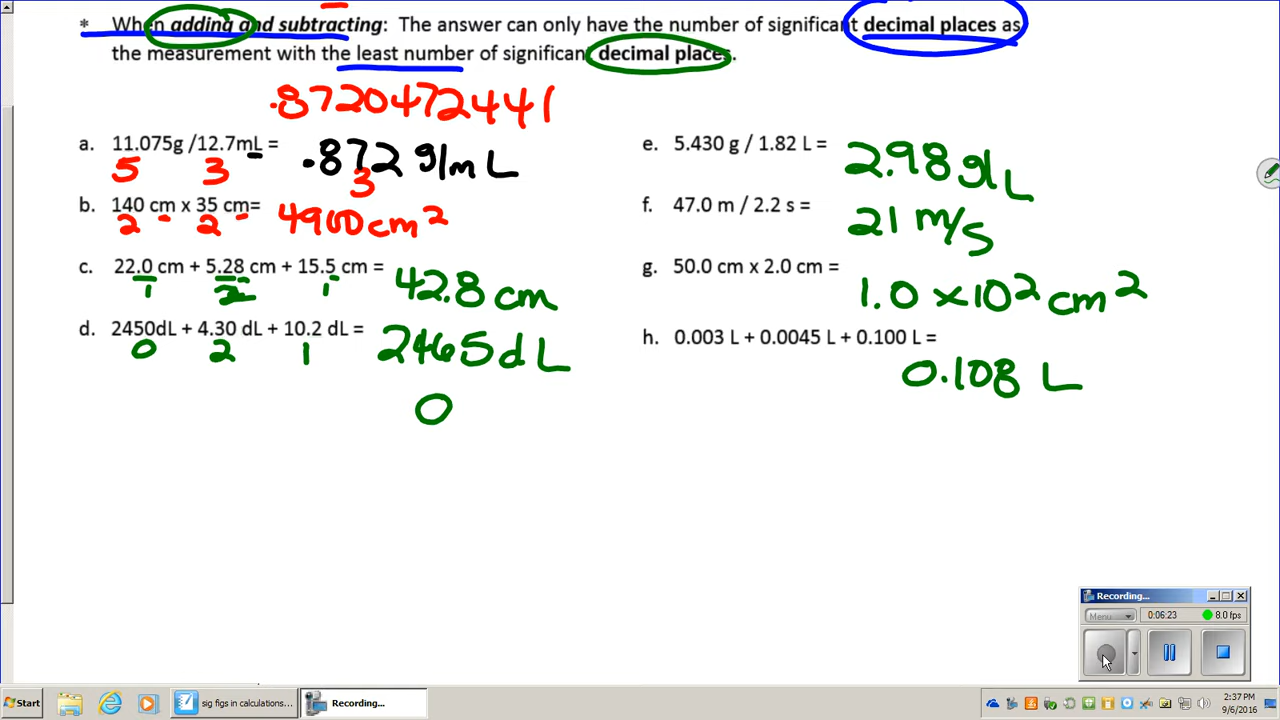 * When adding and subtracting: The answer can only have the number of significant decimal places as
the measurement with the least number of significant decimal places.
.8720472441
a. 11.075g /12.7mL = .872 g/mL
5 3 3
b. 140 cm x 35 cm= 4900 cm2
2 2
c. 22.0 cm + 5.28 cm + 15.5 cm = 42.8 cm
1 2 1
d. 2450dL + 4.30 dL + 10.2 dL = 2465 dL
0 2 1
0
e. 5.430 g / 1.82 L = 2.98 g/L
f. 47.0 m / 2.2 s = 21 m/s
g. 50.0 cm x 2.0 cm =
1.0 x 102 cm2
h. 0.003 L + 0.0045 L + 0.100 L =
0.108 L
Recording...
Menu 0:06:23 8.0 fps
Start sig figs in calculations... Recording... 2:37 PM
9/6/2016